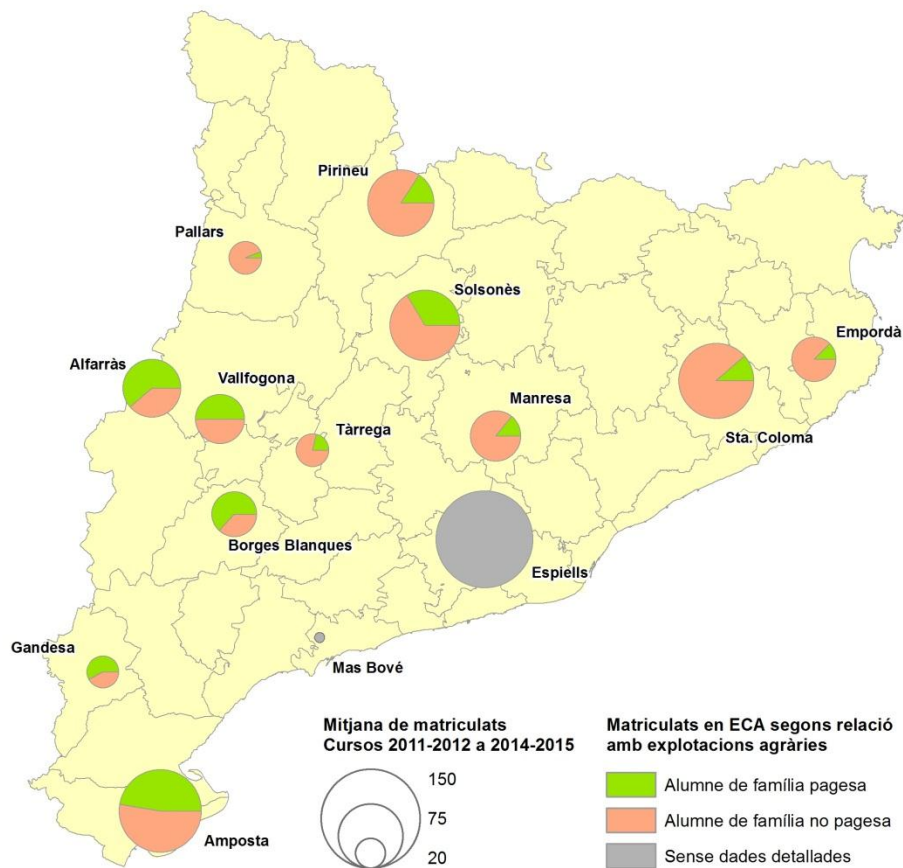 Pirineu
Pallars
Solsonès
Empordà
Alfarràs
Vallfogona
Manresa
Tàrrega
Sta. Coloma
Borges Blanques
Espiells
Gandesa
Mas Bové
Amposta
Mitjana de matriculats
Cursos 2011-2012 a 2014-2015
150
75
20
Matriculats en ECA segons relació
amb explotacions agràries
Alumne de família pagesa
Alumne de família no pagesa
Sense dades detallades